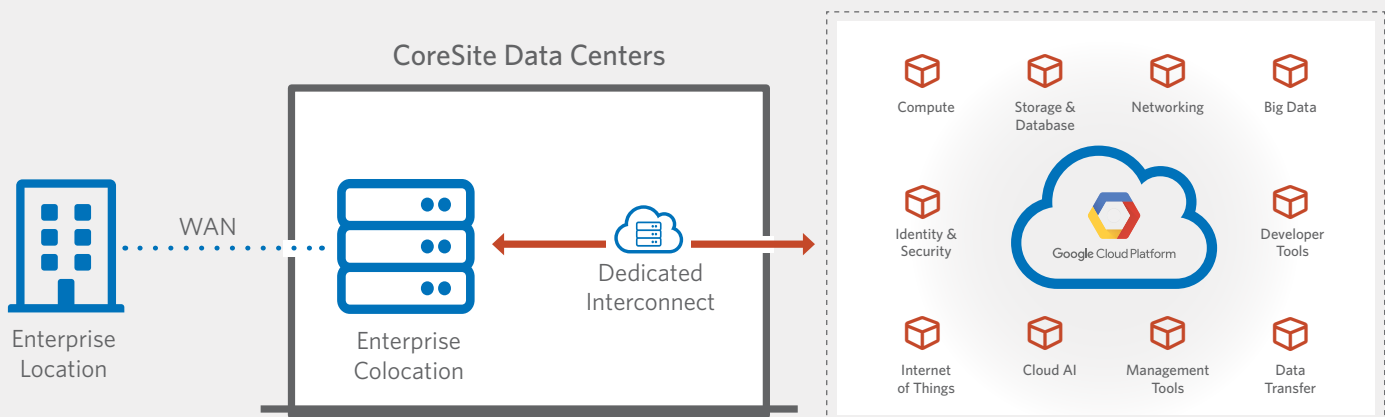 CoreSite Data Centers
WAN
Enterprise
Location
Enterprise
Colocation
Dedicated
Interconnect
Compute
Storage &
Database
Networking
Big Data
Identity &
Security
Google Cloud Platform
Developer
Tools
Internet
of Things
Cloud AI
Management
Tools
Data
Transfer